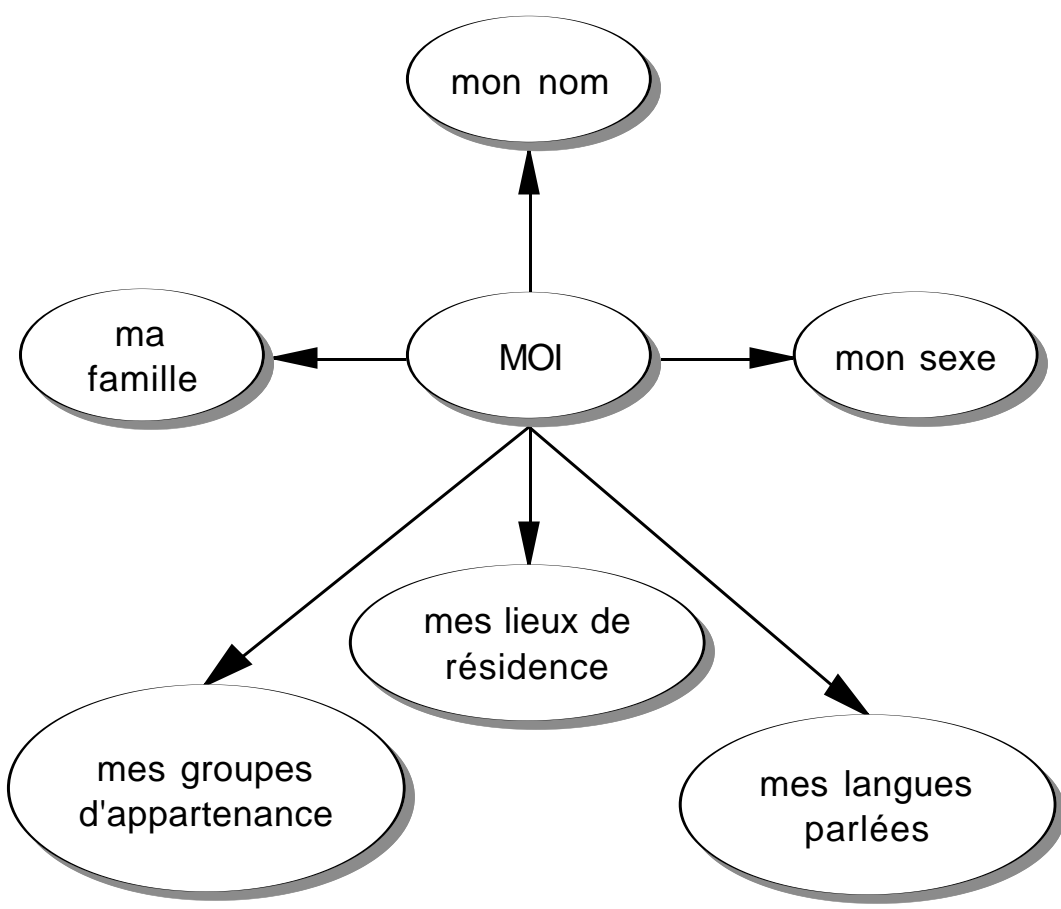 mon nom
ma
famille
MOI
mon sexe
mes lieux de
résidence
mes groupes
d'appartenance
mes langues
parlées